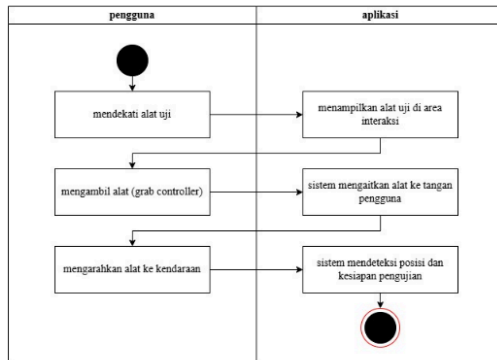 pengguna
aplikasi
mendekati alat uji
menampilkan alat uji di area
interaksi
mengambil alat (grab controller)
sistem mengaitkan alat ke tangan
pengguna
mengarahkan alat ke kendaraan
sistem mendeteksi posisi dan
kesiapan pengujian